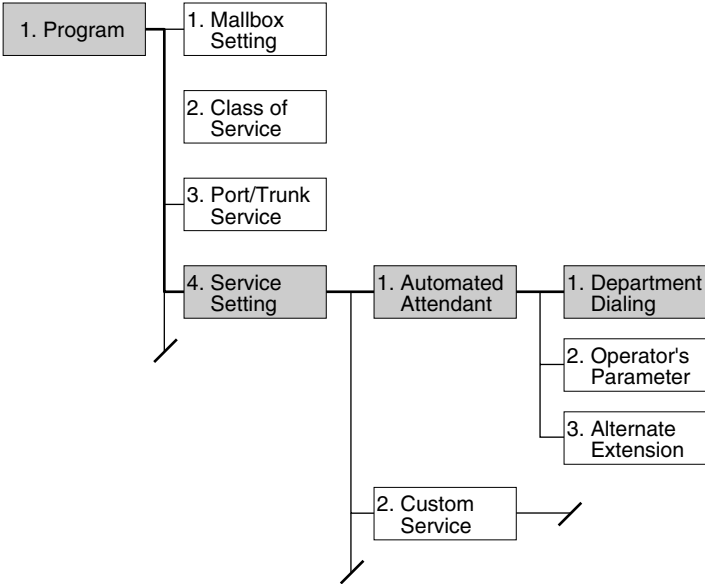 1. Program
1. Mallbox
Setting
2. Class of
Service
3. Port/Trunk
Service
4. Service
Setting
1. Automated
Attendant
1. Department
Dialing
2. Operator's
Parameter
3. Alternate
Extension
2. Custom
Service